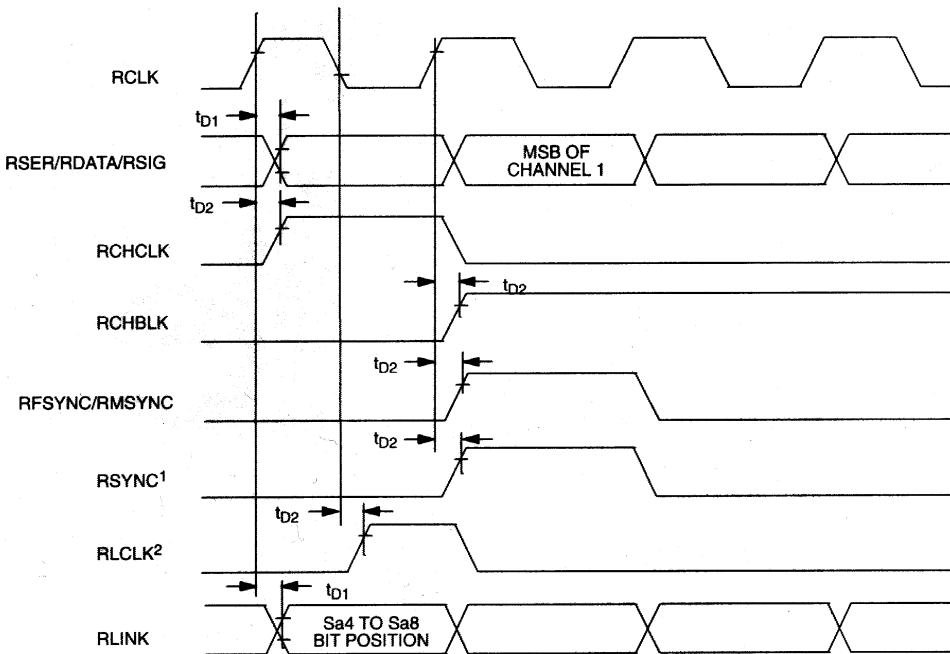 RCLK
tD1
RSER/RDATA/RSIG
MSB OF
CHANNEL 1
tD2
RCHCLK
tD2
RCHBLK
tD2
RFSYNC/RMSYNC
tD2
RSYNC1
tD2
RLCLK2
tD1
RLINK
Sa4 TO Sa8
BIT POSITION